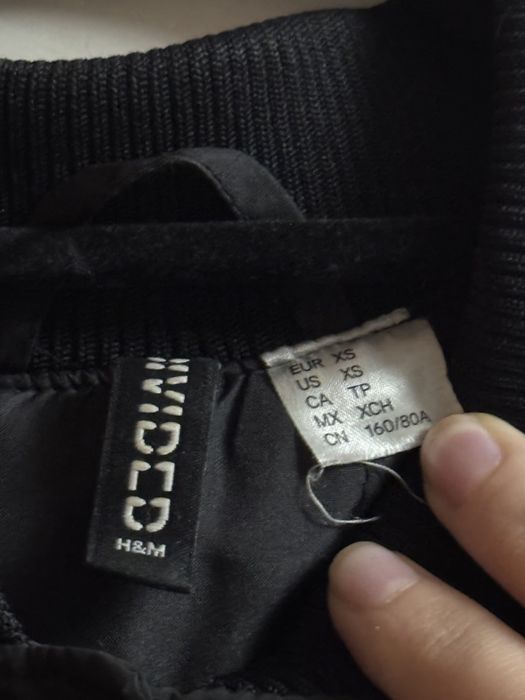 DIVIDED
H&M
EUR XS
US XS
CA TP
MX XCH
CN 160/80A